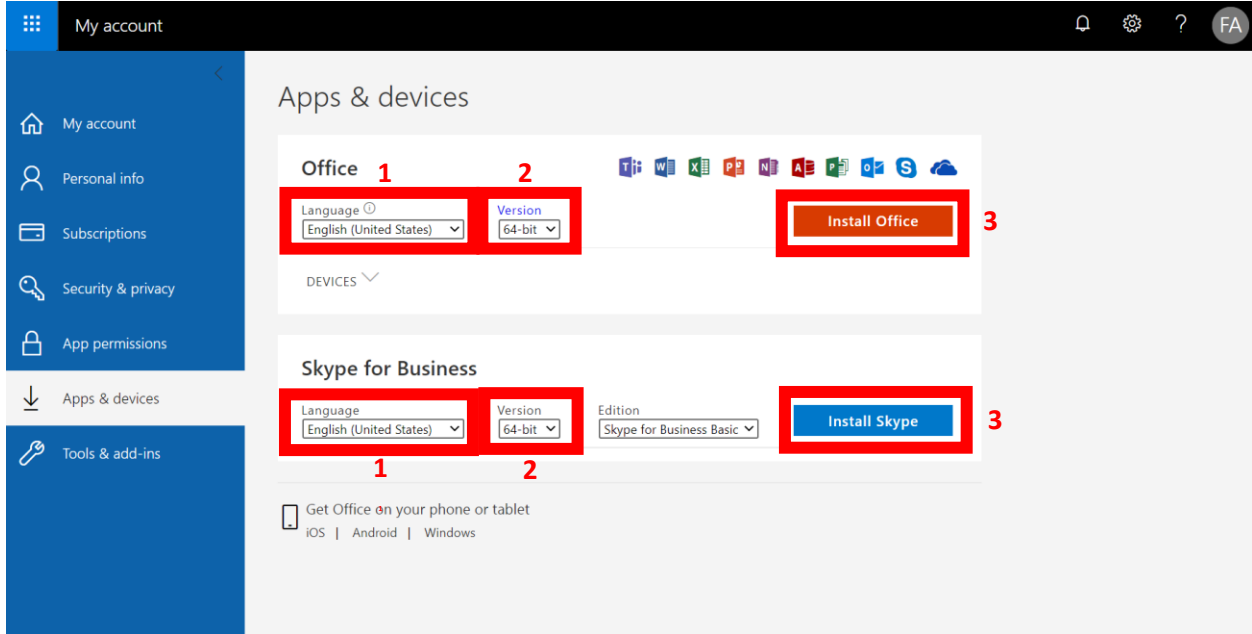 My account
?
FA
Apps & devices
My account
Personal info
Subscriptions
Security & privacy
App permissions
Apps & devices
Tools & add-ins
Office
1
2
Language
English (United States)
Version
64-bit
Install Office
3
DEVICES
Skype for Business
Language
English (United States)
Version
64-bit
Edition
Skype for Business Basic
Install Skype
3
1
2
Get Office on your phone or tablet
iOS | Android | Windows